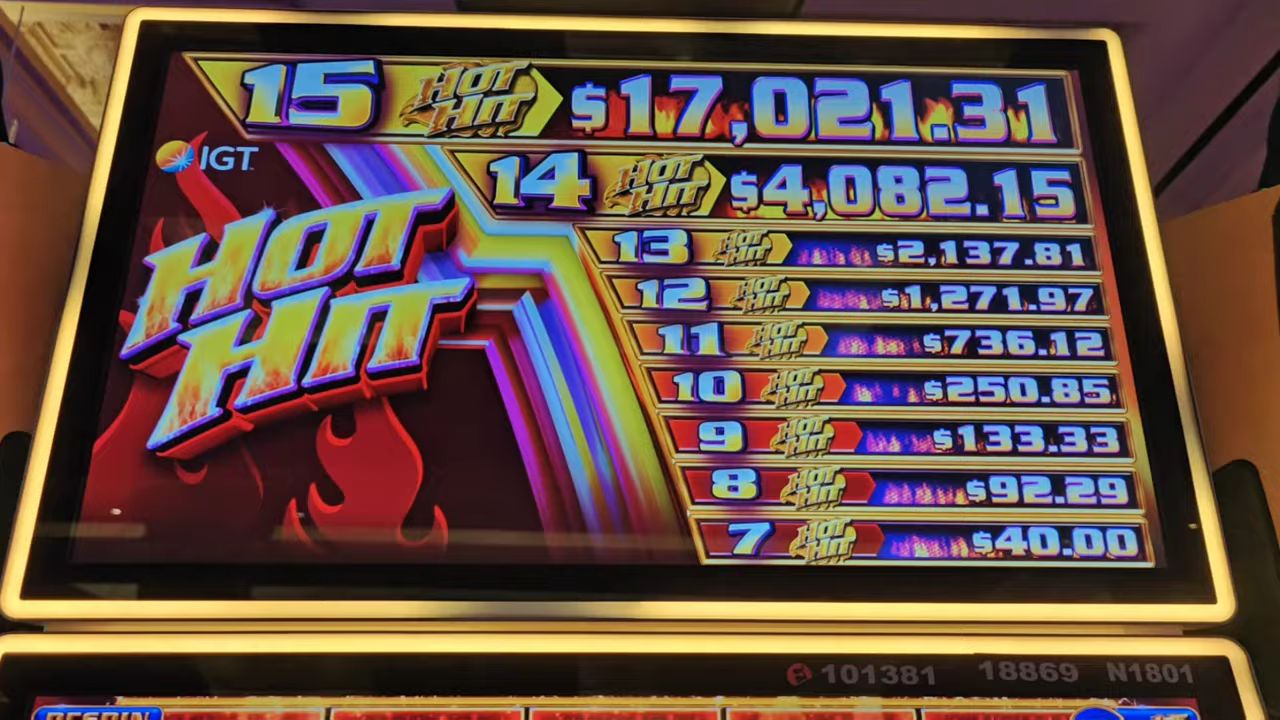 15 HOT HIT $17,021.31
IGT
14 HOT HIT $4,082.15
HOT
HIT
13 HOT HIT $2,137.81
12 HOT HIT $1,271.97
11 HOT HIT $736.12
10 HOT HIT $250.85
9 HOT HIT $133.33
8 HOT HIT $92.29
7 HOT HIT $40.00
101381 18869 N1801
RESPIN